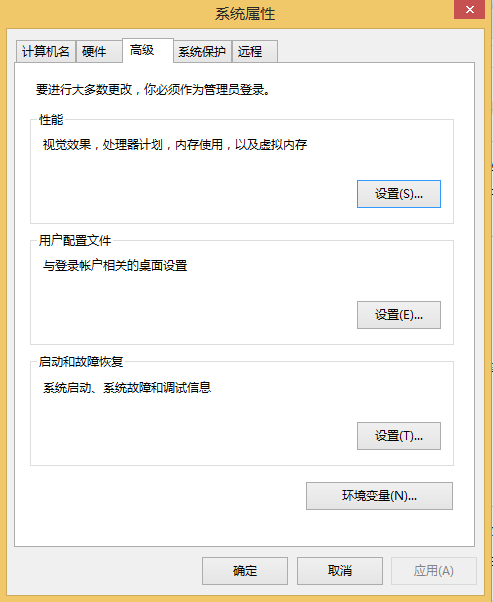 系统属性
计算机名 硬件 高级 系统保护 远程
要进行大多数更改，你必须作为管理员登录。
性能
视觉效果，处理器计划，内存使用，以及虚拟内存
设置(S)...
用户配置文件
与登录帐户相关的桌面设置
设置(E)...
启动和故障恢复
系统启动、系统故障和调试信息
设置(T)...
环境变量(N)...
确定 取消 应用(A)